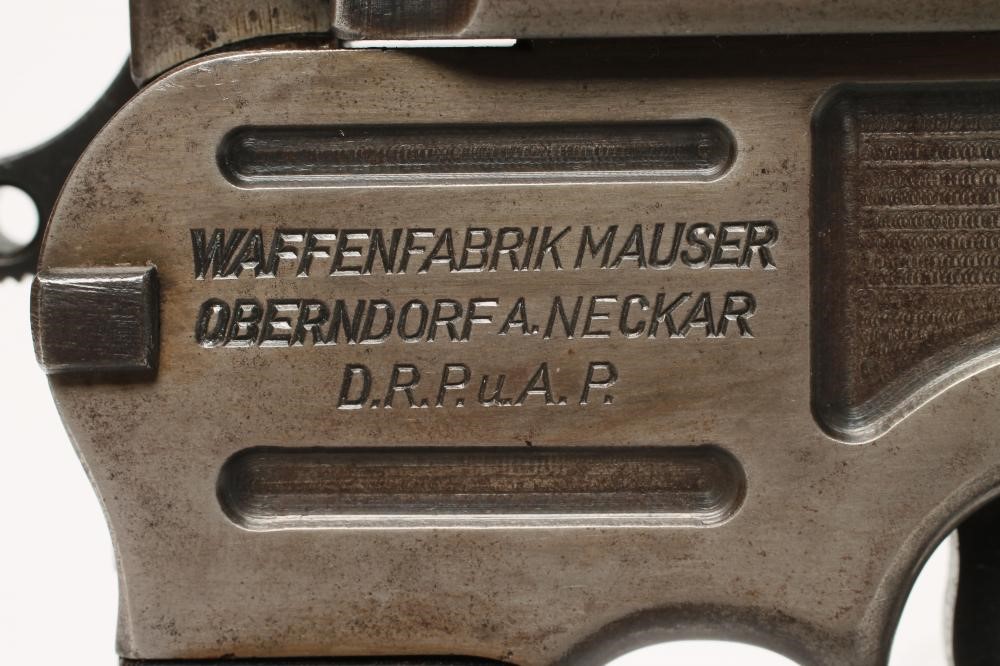 WAFFENFABRIK MAUSER
OBERNDORF A. NECKAR
D.R.P. u. A. P.